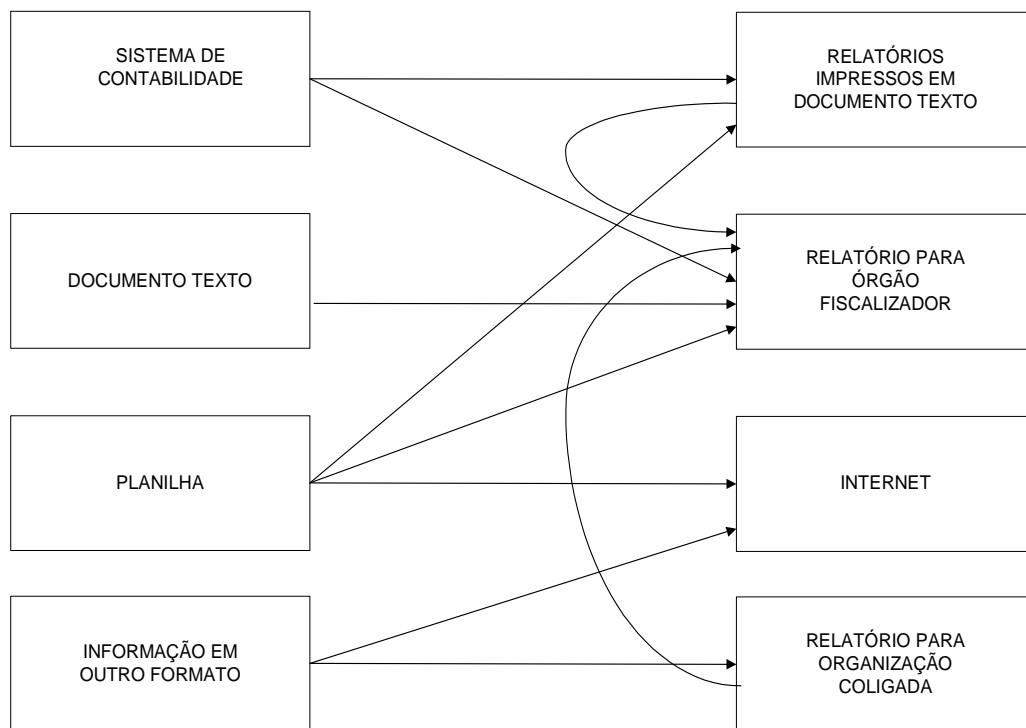 SISTEMA DE
CONTABILIDADE
RELATÓRIOS
IMPRESSOS EM
DOCUMENTO TEXTO
DOCUMENTO TEXTO
RELATÓRIO PARA
ÓRGÃO
FISCALIZADOR
PLANILHA
INTERNET
INFORMAÇÃO EM
OUTRO FORMATO
RELATÓRIO PARA
ORGANIZAÇÃO
COLIGADA